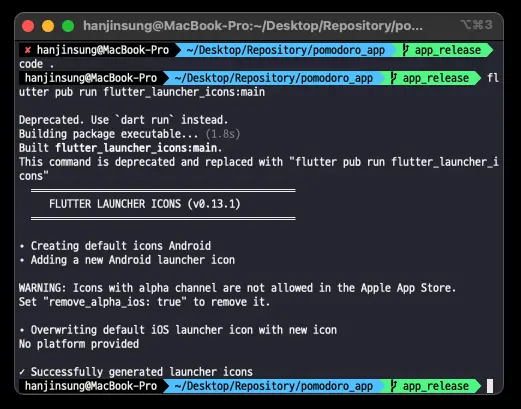 hanjinsung@MacBook-Pro:~/Desktop/Repository/po... ⌥⌘3
✘ hanjinsung@MacBook-Pro ~/Desktop/Repository/pomodoro_app app_release
code .
hanjinsung@MacBook-Pro ~/Desktop/Repository/pomodoro_app app_release fl
utter pub run flutter_launcher_icons:main
Deprecated. Use `dart run` instead.
Building package executable... (1.8s)
Built flutter_launcher_icons:main.
This command is deprecated and replaced with "flutter pub run flutter_launcher_i
cons"
FLUTTER LAUNCHER ICONS (v0.13.1)
• Creating default icons Android
• Adding a new Android launcher icon
WARNING: Icons with alpha channel are not allowed in the Apple App Store.
Set "remove_alpha_ios: true" to remove it.
• Overwriting default iOS launcher icon with new icon
No platform provided
✓ Successfully generated launcher icons
hanjinsung@MacBook-Pro ~/Desktop/Repository/pomodoro_app app_release